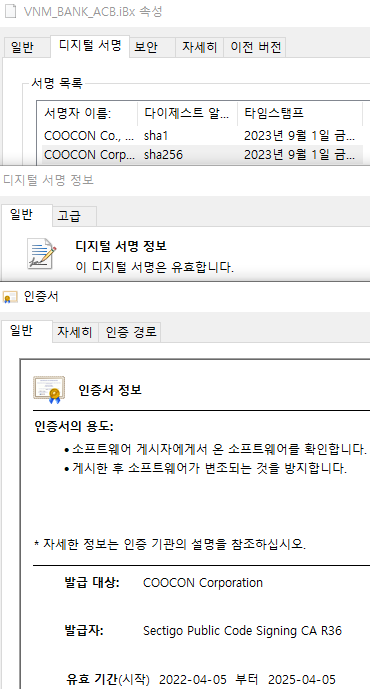 VNM_BANK_ACB.iBx 속성
일반 디지털 서명 보안 자세히 이전 버전
서명 목록
서명자 이름: 다이제스트 알... 타임스탬프
COOCON Co., ... sha1 2023년 9월 1일 금...
COOCON Corp... sha256 2023년 9월 1일 금...
디지털 서명 정보
일반 고급
디지털 서명 정보
이 디지털 서명은 유효합니다.
인증서
일반 자세히 인증 경로
인증서 정보
인증서의 용도:
• 소프트웨어 게시자에게서 온 소프트웨어를 확인합니다.
• 게시한 후 소프트웨어가 변조되는 것을 방지합니다.
* 자세한 정보는 인증 기관의 설명을 참조하십시오.
발급 대상: COOCON Corporation
발급자: Sectigo Public Code Signing CA R36
유효 기간(시작) 2022-04-05 부터 2025-04-05